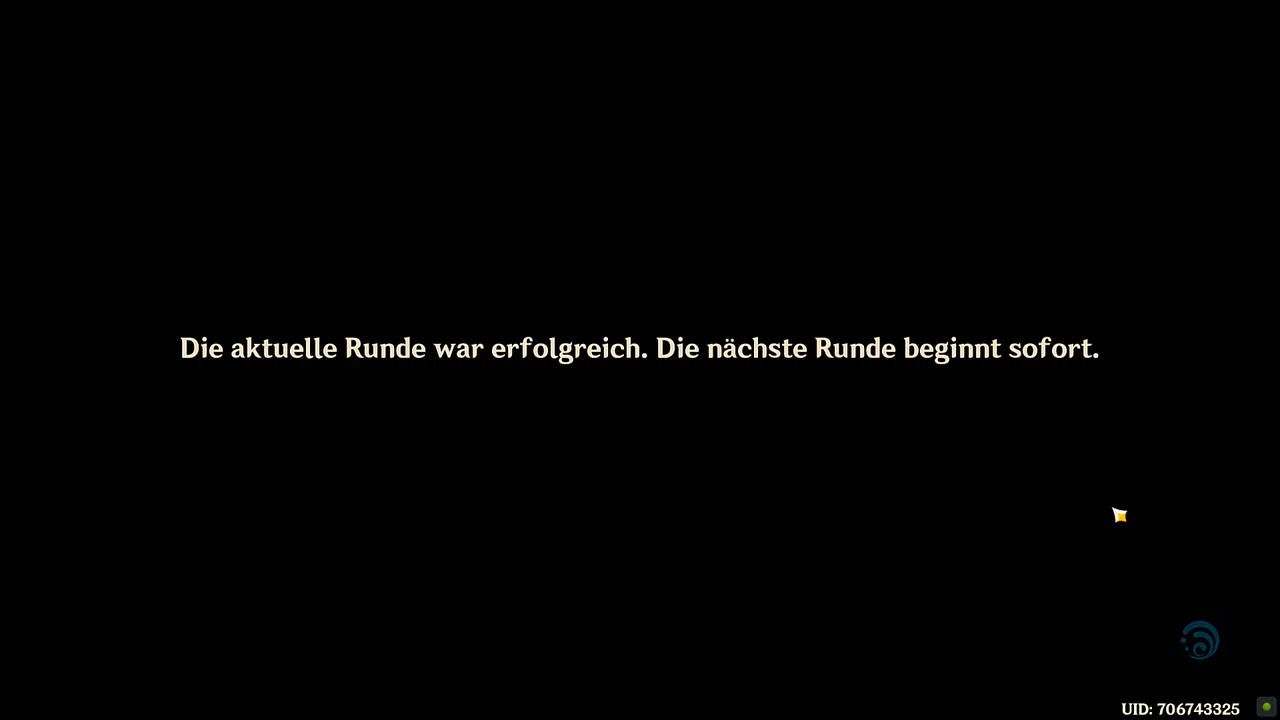 Die aktuelle Runde war erfolgreich. Die nächste Runde beginnt sofort.
UID: 706743325